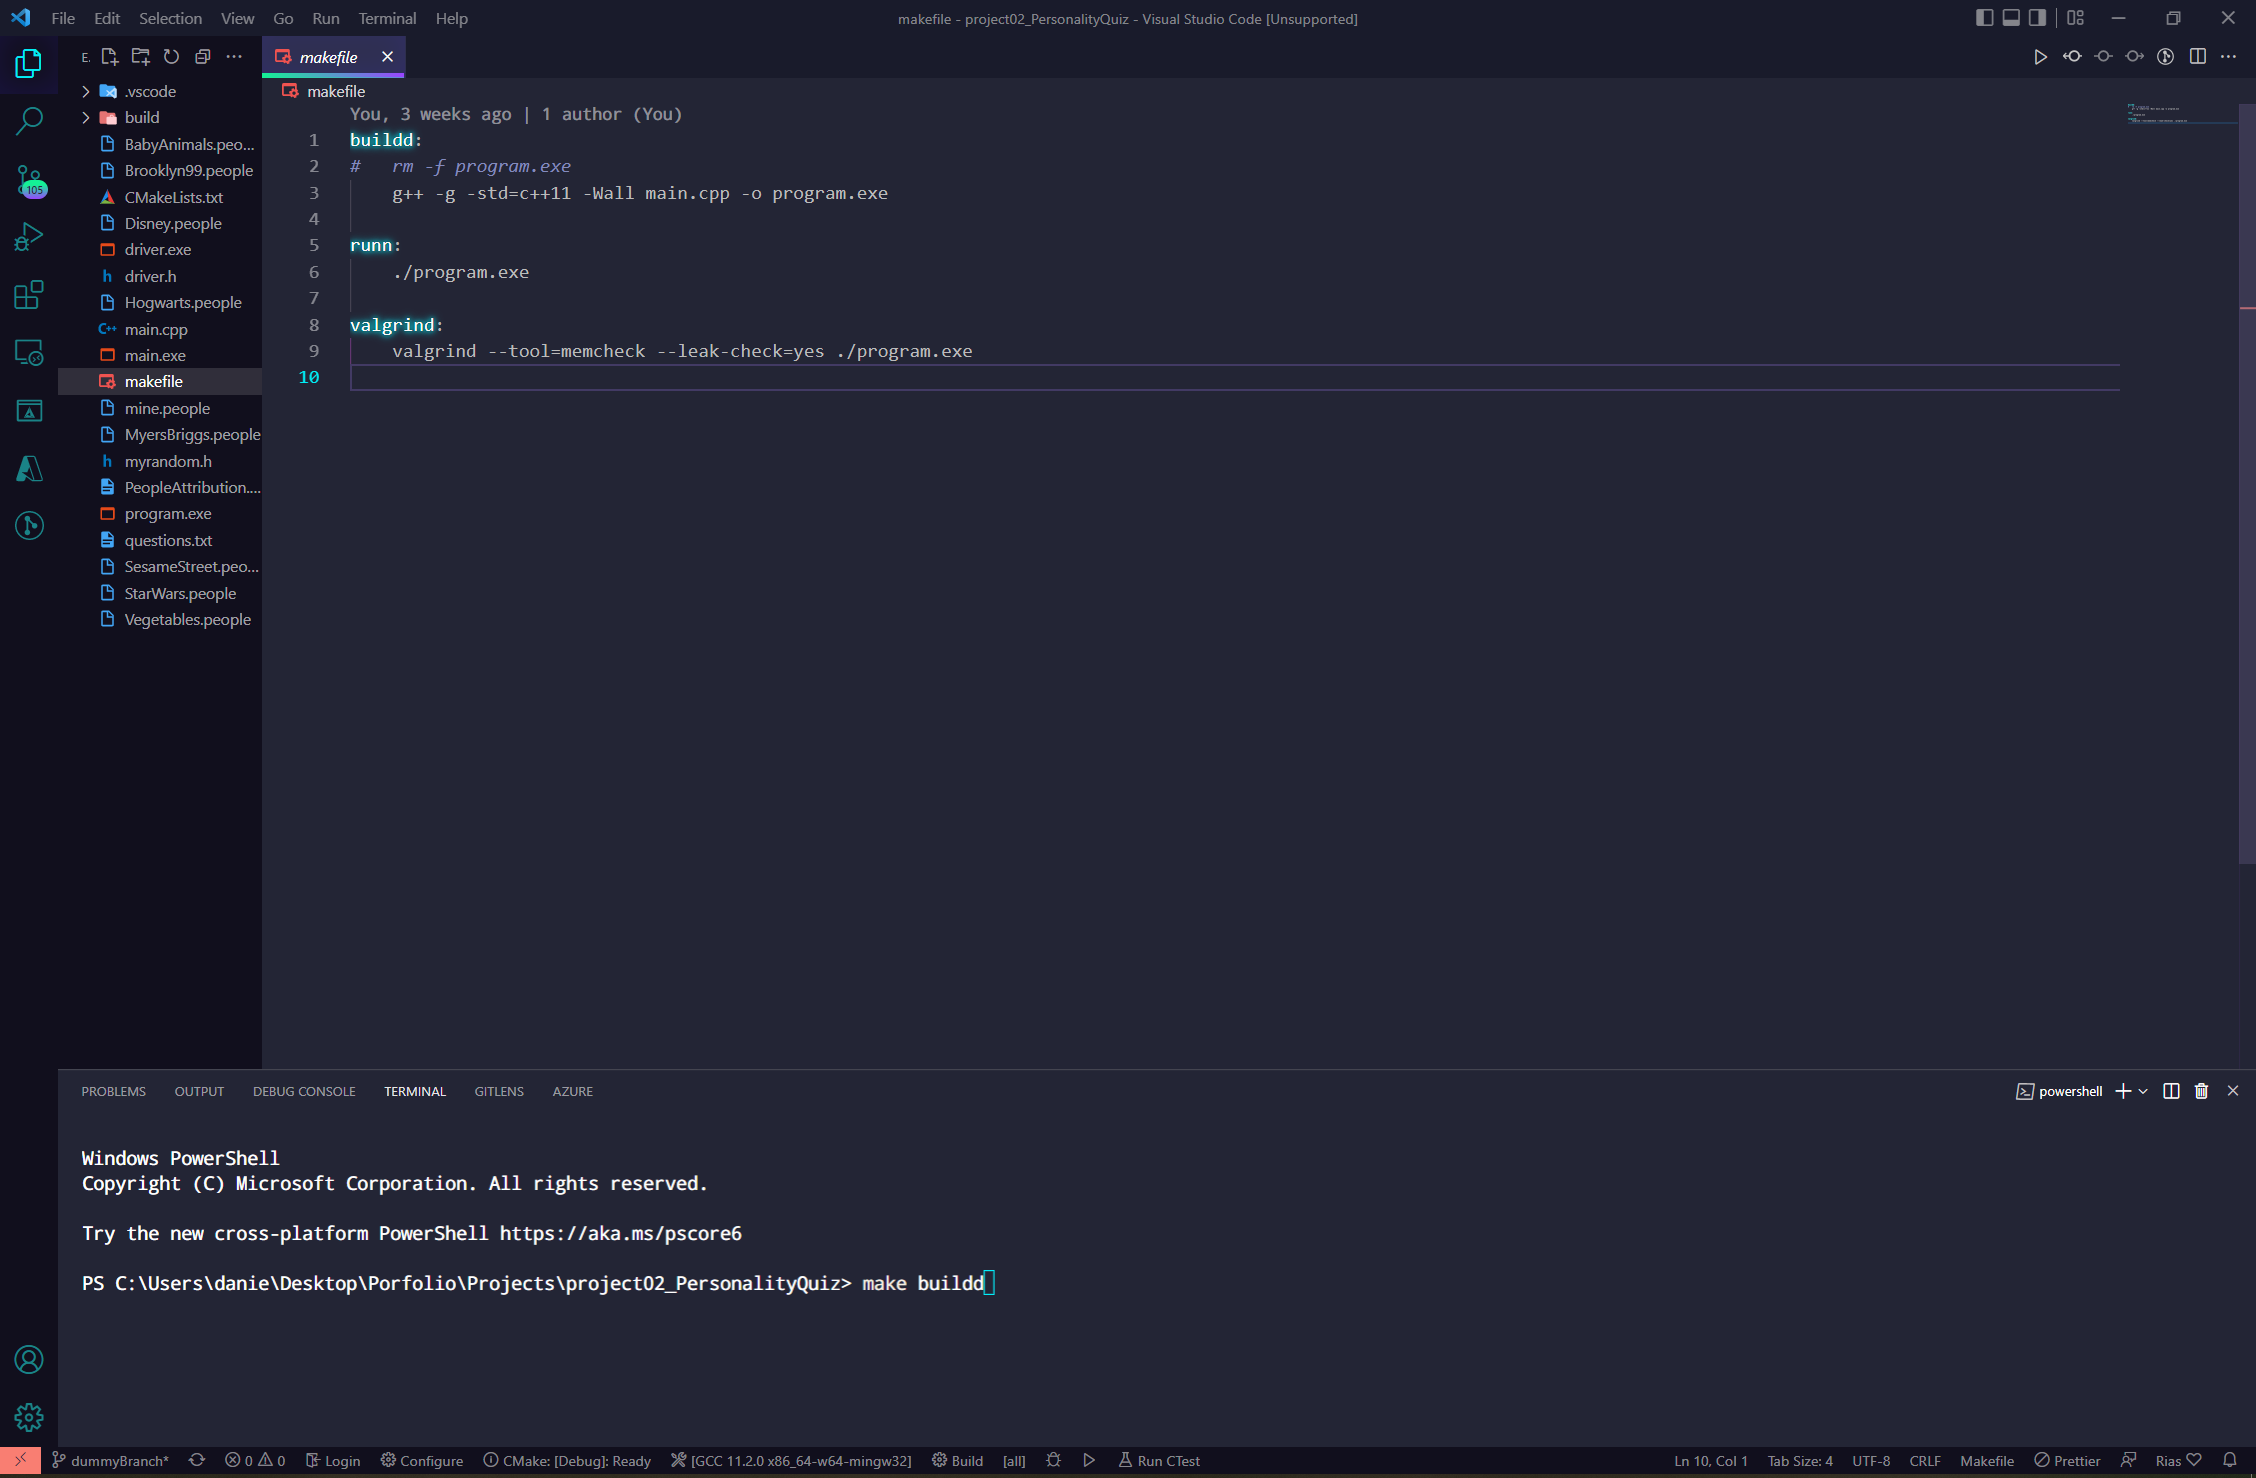 File Edit Selection View Go Run Terminal Help
makefile - project02_PersonalityQuiz - Visual Studio Code [Unsupported]
E.
.vscode
build
BabyAnimals.peo...
Brooklyn99.people
CMakeLists.txt
Disney.people
driver.exe
driver.h
Hogwarts.people
main.cpp
main.exe
makefile
mine.people
MyersBriggs.people
myrandom.h
PeopleAttribution....
program.exe
questions.txt
SesameStreet.peo...
StarWars.people
Vegetables.people
105
makefile
makefile
You, 3 weeks ago | 1 author (You)
1 buildd:
2 # rm -f program.exe
3 g++ -g -std=c++11 -Wall main.cpp -o program.exe
4
5 runn:
6 ./program.exe
7
8 valgrind:
9 valgrind --tool=memcheck --leak-check=yes ./program.exe
10
PROBLEMS OUTPUT DEBUG CONSOLE TERMINAL GITLENS AZURE
powershell
Windows PowerShell
Copyright (C) Microsoft Corporation. All rights reserved.
Try the new cross-platform PowerShell https://aka.ms/pscore6
PS C:\Users\danie\Desktop\Porfolio\Projects\project02_PersonalityQuiz> make buildd
dummyBranch* 0 0 Login Configure CMake: [Debug]: Ready [GCC 11.2.0 x86_64-w64-mingw32] Build [all] Run CTest
Ln 10, Col 1 Tab Size: 4 UTF-8 CRLF Makefile Prettier Rias